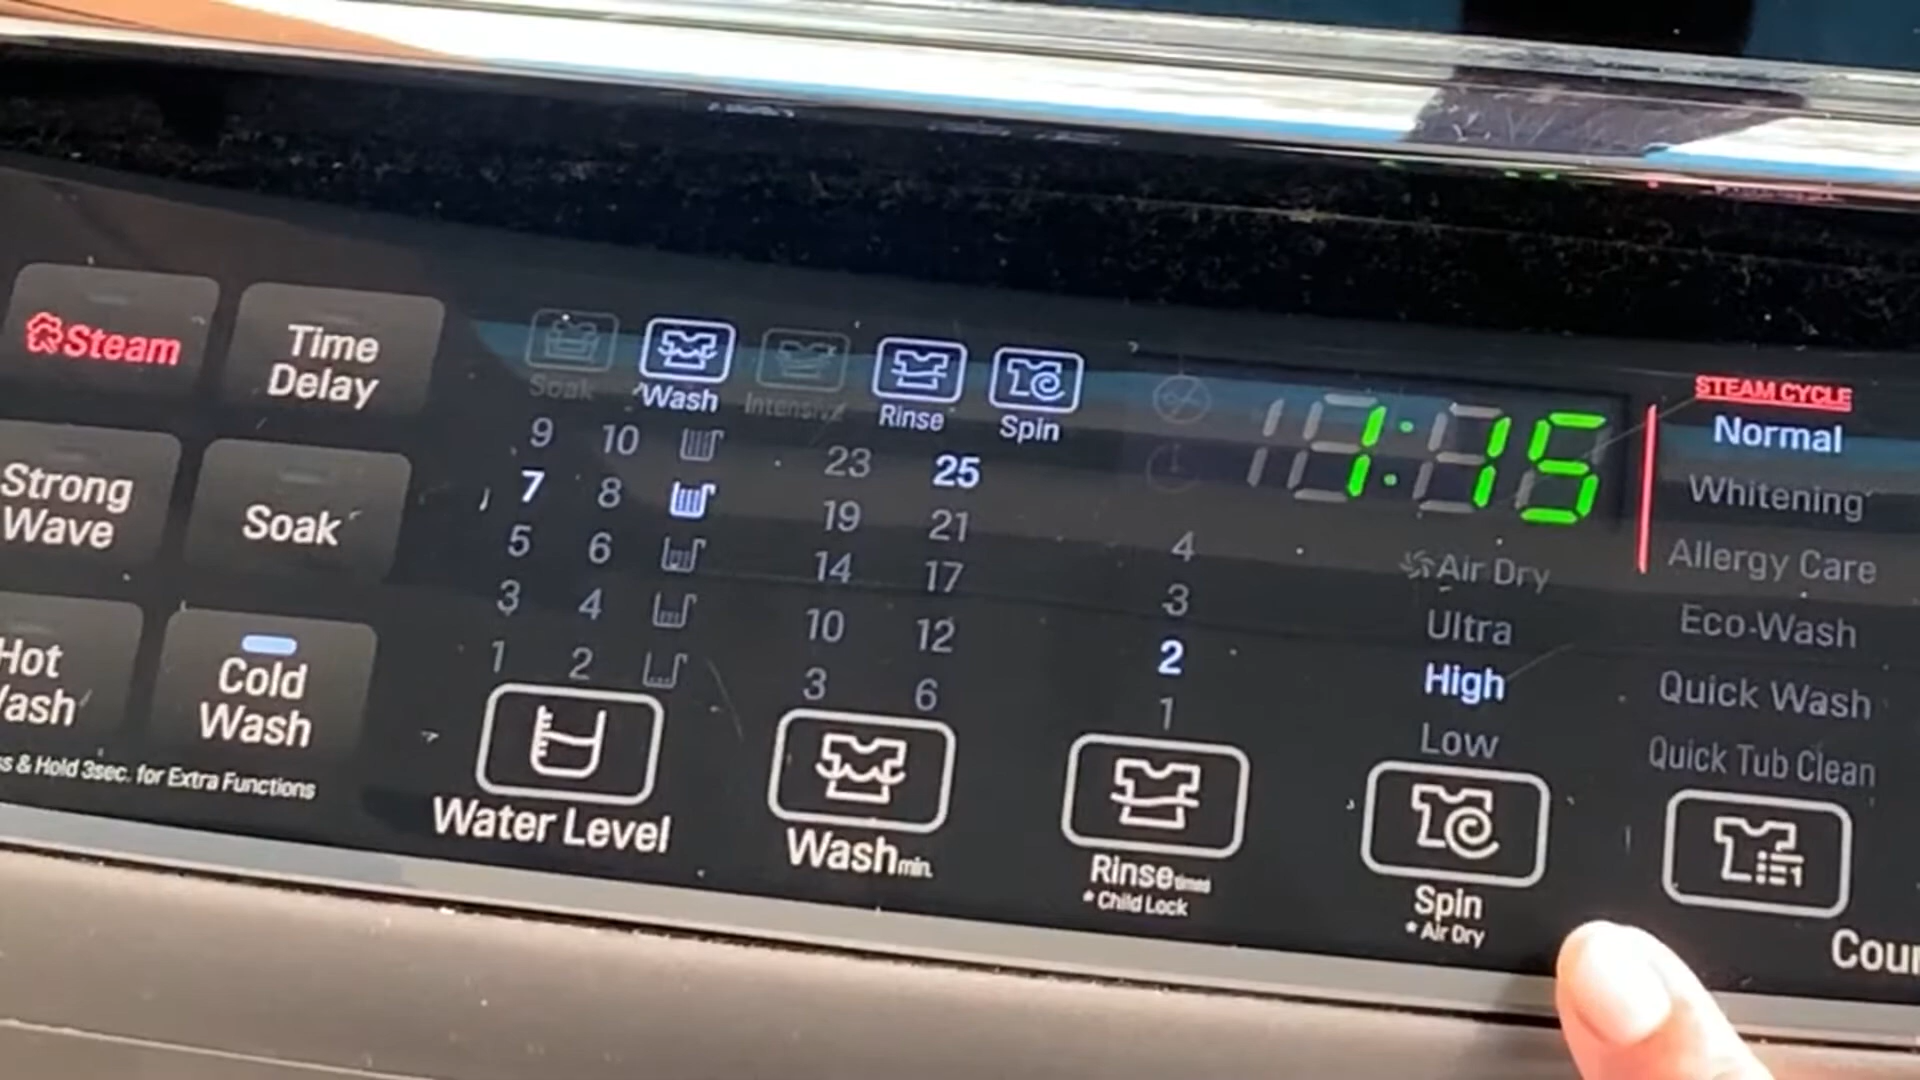 Steam
Time
Delay
Strong
Wave
Soak
Hot
Wash
Cold
Wash
& Hold 3sec. for Extra Functions
Soak Wash Intensive Rinse Spin
9 10
7 8
5 6
3 4
1 2
Water Level
23 25
19 21
14 17
10 12
3 6
Wash min.
4
3
2
1
Rinse timed
* Child Lock
1:15
Air Dry
Ultra
High
Low
Spin
* Air Dry
STEAM CYCLE
Normal
Whitening
Allergy Care
Eco-Wash
Quick Wash
Quick Tub Clean
Cour